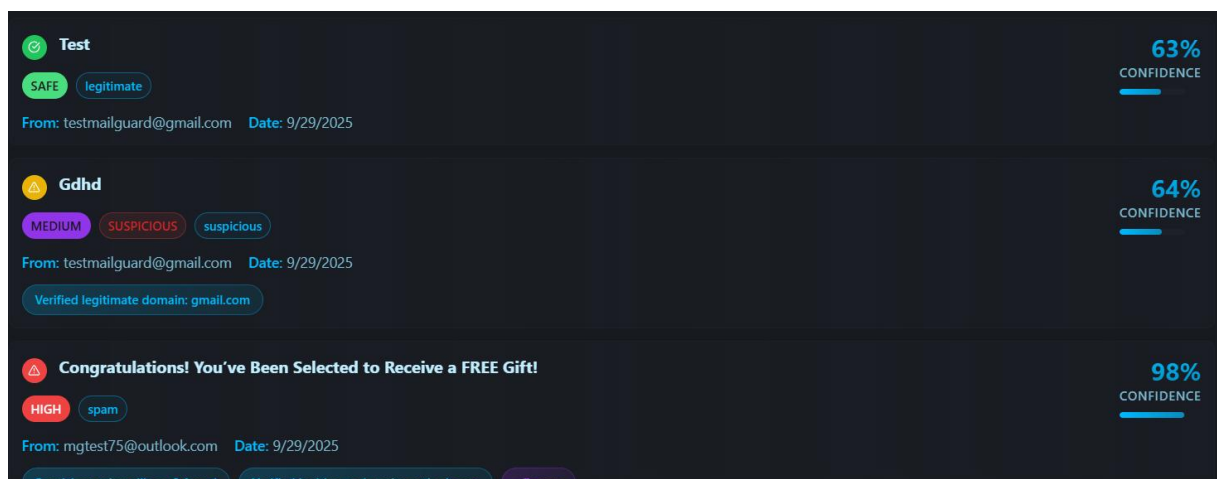 Test
63%
CONFIDENCE
SAFE legitimate
From: testmailguard@gmail.com Date: 9/29/2025
Gdhd
64%
CONFIDENCE
MEDIUM SUSPICIOUS suspicious
From: testmailguard@gmail.com Date: 9/29/2025
Verified legitimate domain: gmail.com
Congratulations! You've Been Selected to Receive a FREE Gift!
98%
CONFIDENCE
HIGH spam
From: mgtest75@outlook.com Date: 9/29/2025